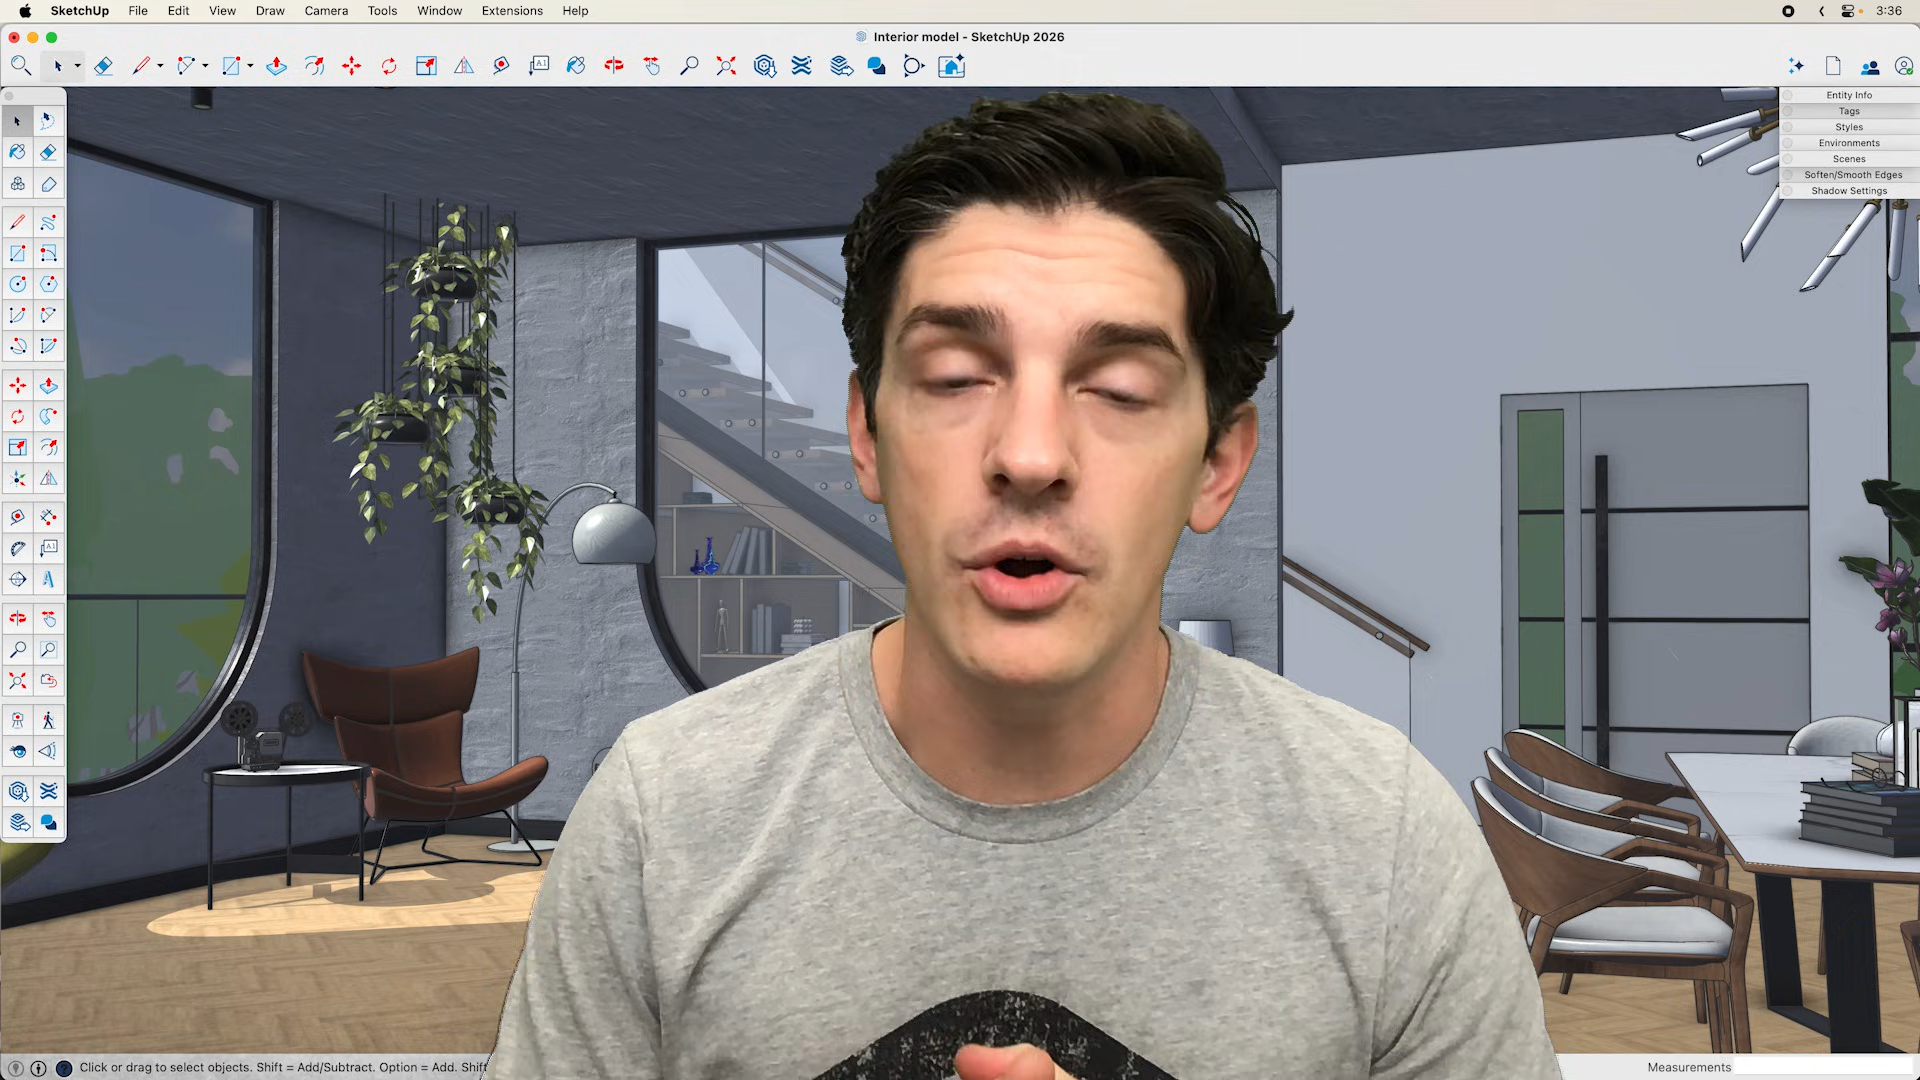 SketchUp File Edit View Draw Camera Tools Window Extensions Help 3:36
Interior model - SketchUp 2026
Entity Info
Tags
Styles
Environments
Scenes
Soften/Smooth Edges
Shadow Settings
Click or drag to select objects. Shift = Add/Subtract. Option = Add. Shift
Measurements